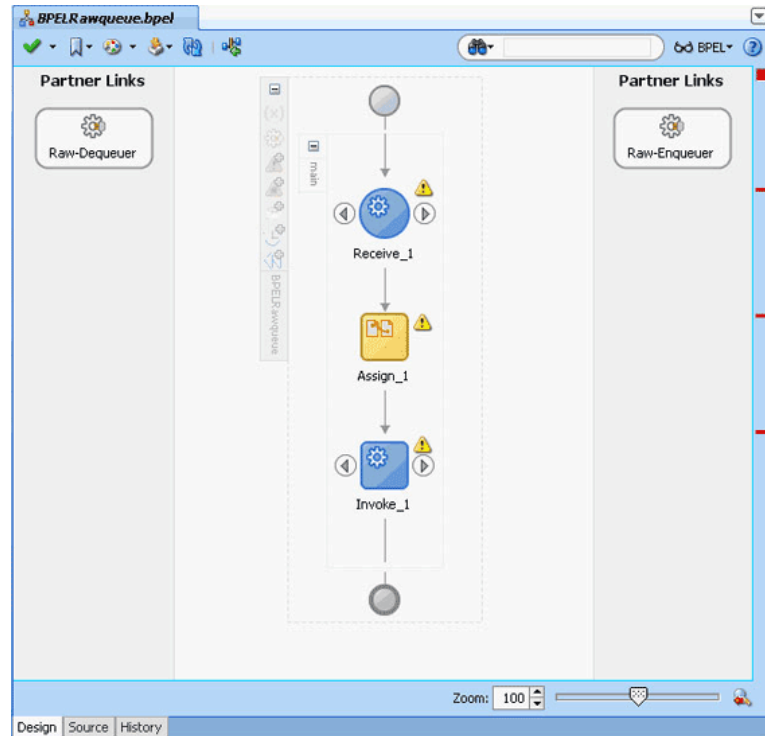 BPELRawqueue.bpel
BPEL
Partner Links
Partner Links
Raw-Dequeuer
Raw-Enqueuer
main
Receive_1
BPELRawqueue
Assign_1
Invoke_1
Zoom: 100
Design Source History